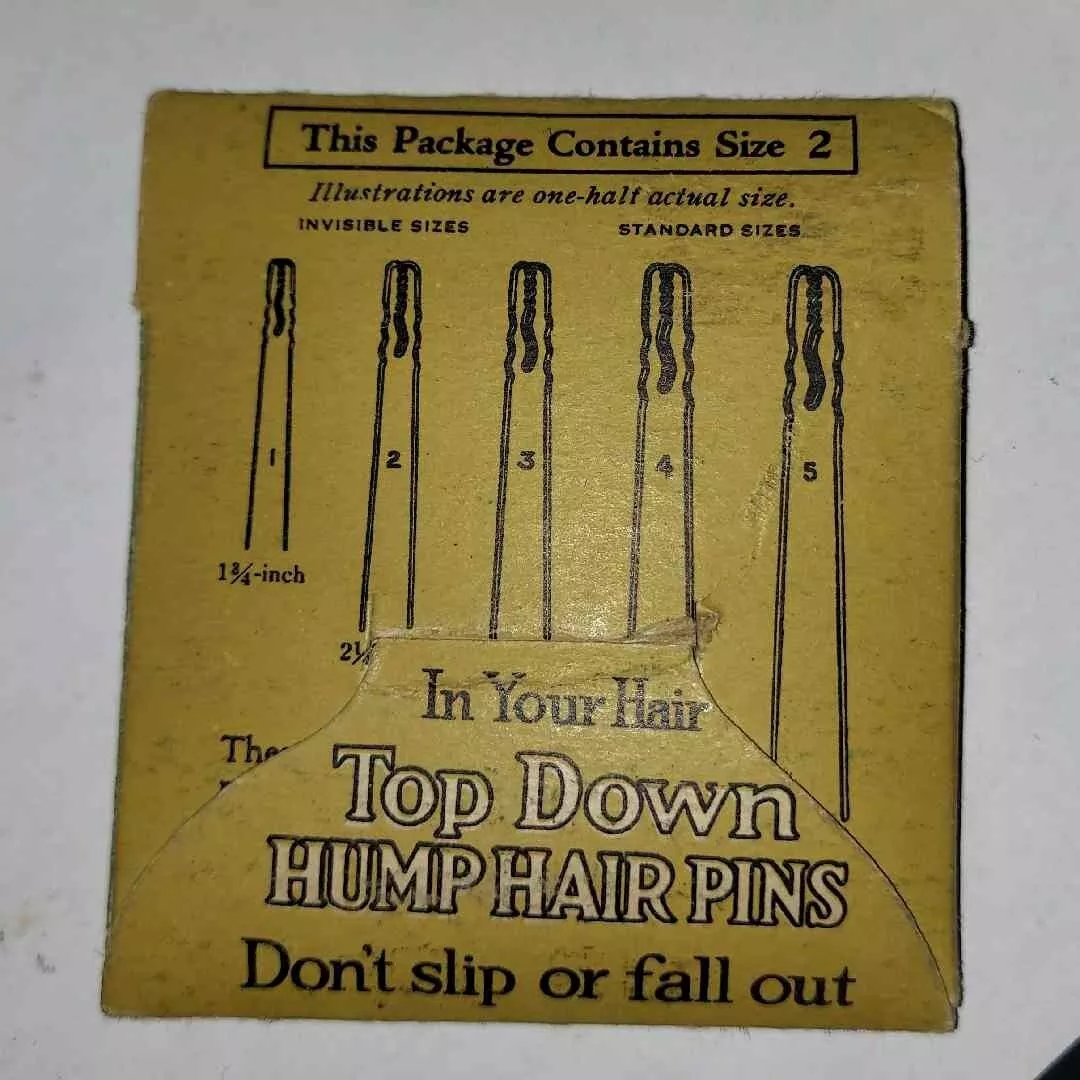 This Package Contains Size 2
Illustrations are one-half actual size.
INVISIBLE SIZES STANDARD SIZES
1 2 3 4 5
1¾-inch
In Your Hair
Top Down
HUMP HAIR PINS
Don't slip or fall out